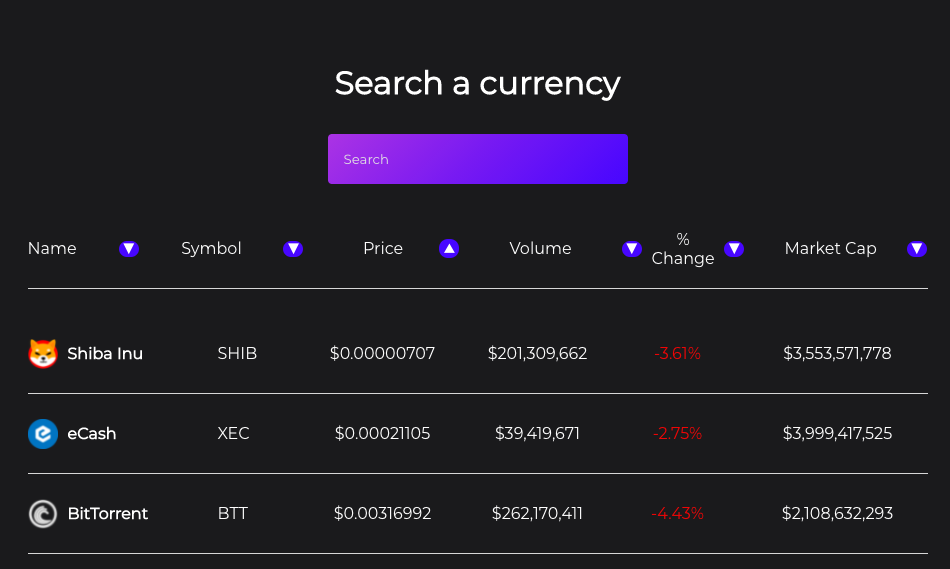 Search a currency
Search
Name Symbol Price Volume % Change Market Cap
Shiba Inu SHIB $0.00000707 $201,309,662 -3.61% $3,553,571,778
eCash XEC $0.00021105 $39,419,671 -2.75% $3,999,417,525
BitTorrent BTT $0.00316992 $262,170,411 -4.43% $2,108,632,293